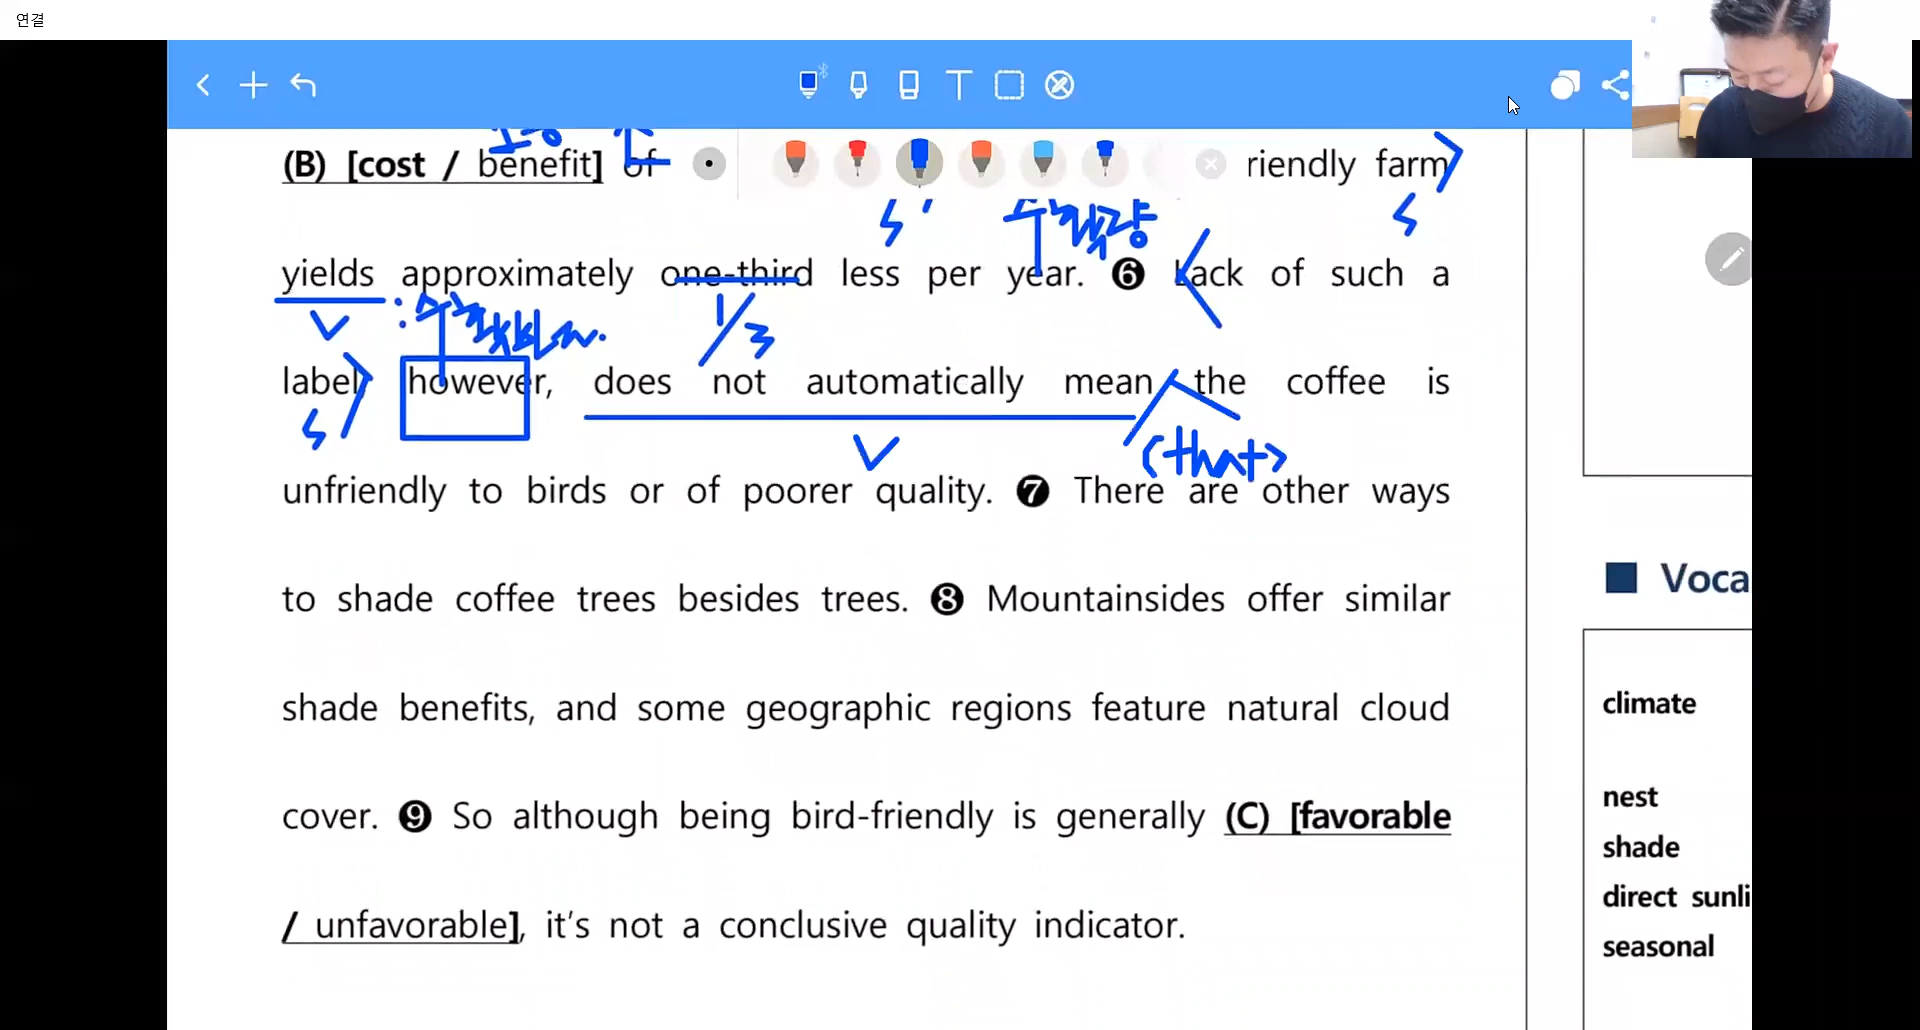 연결
(B) [cost / benefit] of
riendly farm
S
수확량
S
yields approximately one-third less per year. ❻ Lack of such a
V
1/3
label however, does not automatically mean the coffee is
S
V
(that)
unfriendly to birds or of poorer quality. ❼ There are other ways
to shade coffee trees besides trees. ❽ Mountainsides offer similar
shade benefits, and some geographic regions feature natural cloud
cover. ❾ So although being bird-friendly is generally (C) [favorable
/ unfavorable], it's not a conclusive quality indicator.
Voca
climate
nest
shade
direct sunli
seasonal